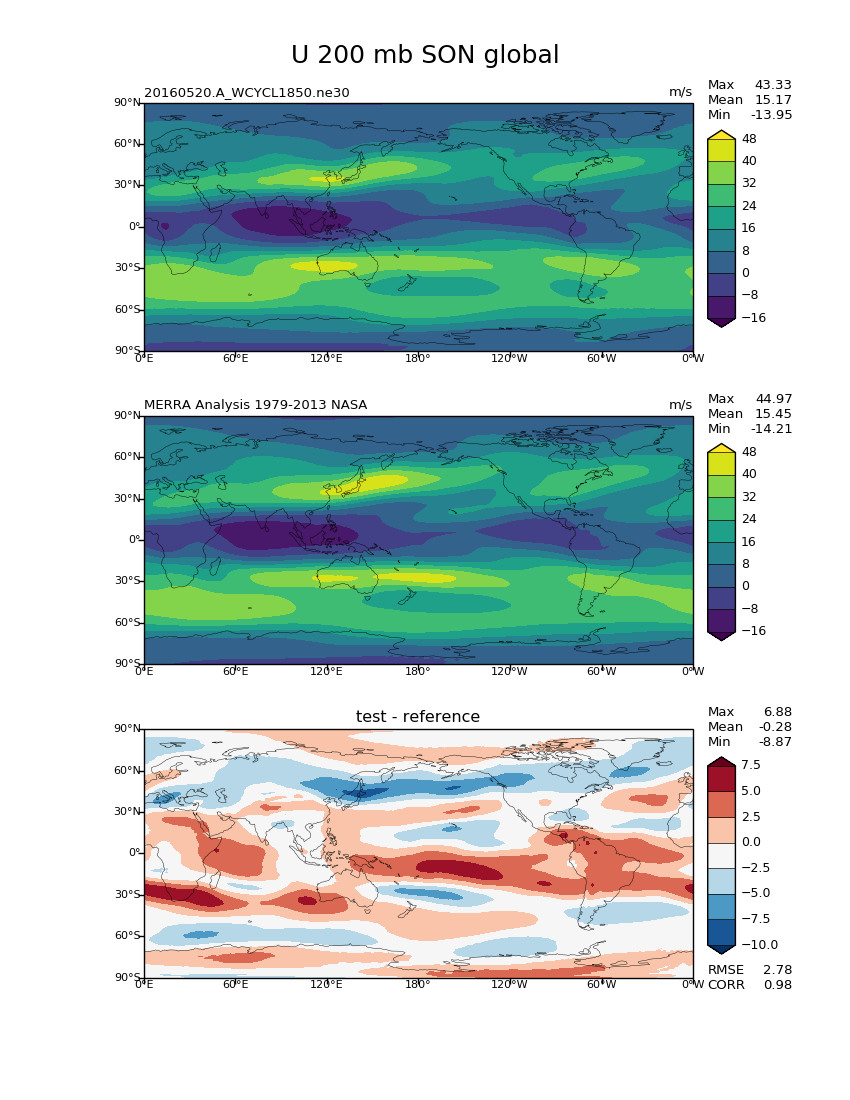 U 200 mb SON global
20160520.A_WCYCL1850.ne30
m/s
Max 43.33
Mean 15.17
Min -13.95
90°N
60°N
30°N
0°
30°S
60°S
90°S
0°E 60°E 120°E 180° 120°W 60°W 0°W
48
40
32
24
16
8
0
−8
−16
MERRA Analysis 1979-2013 NASA
m/s
Max 44.97
Mean 15.45
Min -14.21
90°N
60°N
30°N
0°
30°S
60°S
90°S
0°E 60°E 120°E 180° 120°W 60°W 0°W
48
40
32
24
16
8
0
−8
−16
test - reference
Max 6.88
Mean -0.28
Min -8.87
90°N
60°N
30°N
0°
30°S
60°S
90°S
0°E 60°E 120°E 180° 120°W 60°W 0°W
7.5
5.0
2.5
0.0
−2.5
−5.0
−7.5
−10.0
RMSE 2.78
CORR 0.98